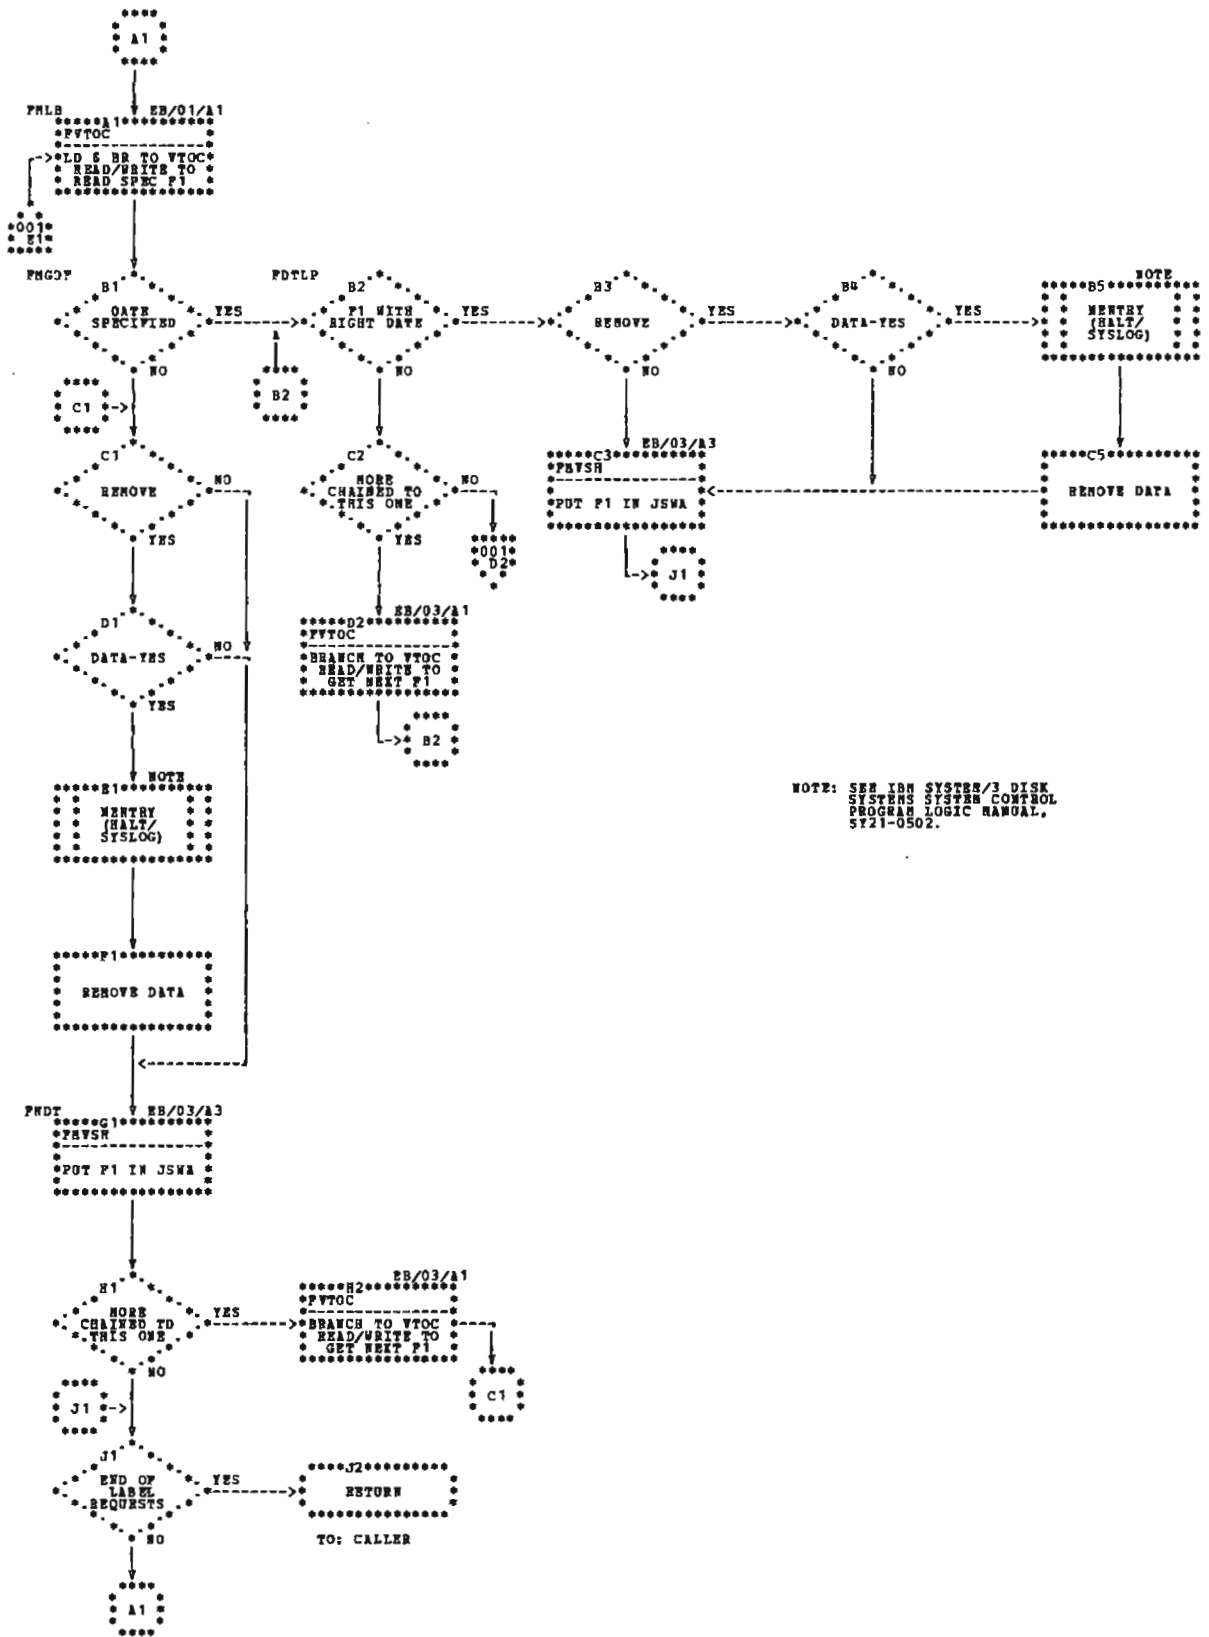 A1
FMLB EB/01/A1
A1
FVTOC
LD & BR TO VTOC
READ/WRITE TO
READ SPEC F1
001
E1
FMGOF
B1
DATE
SPECIFIED
YES
NO
FDTLP
B2
F1 WITH
RIGHT DATE
YES
NO
B3
REMOVE
YES
NO
B4
DATA-YES
YES
NO
NOTE
B5
NENTRY
(HALT/
SYSLOG)
C1
B2
C1
REMOVE
NO
YES
C2
MORE
CHAINED TO
THIS ONE
NO
YES
001
D2
EB/03/A3
C3
FMVSH
PUT F1 IN JSWA
J1
C5
REMOVE DATA
D1
DATA-YES
NO
YES
EB/03/A1
D2
FVTOC
BRANCH TO VTOC
READ/WRITE TO
GET NEXT F1
B2
NOTE
E1
NENTRY
(HALT/
SYSLOG)
NOTE: SEE IBM SYSTEM/3 DISK
SYSTEMS SYSTEM CONTROL
PROGRAM LOGIC MANUAL,
SY21-0502.
F1
REMOVE DATA
FNDT EB/03/A3
G1
FMVSH
PUT F1 IN JSWA
H1
MORE
CHAINED TO
THIS ONE
YES
NO
EB/03/A1
H2
FVTOC
BRANCH TO VTOC
READ/WRITE TO
GET NEXT F1
C1
J1
J1
END OF
LABEL
REQUESTS
YES
NO
J2
RETURN
TO: CALLER
A1